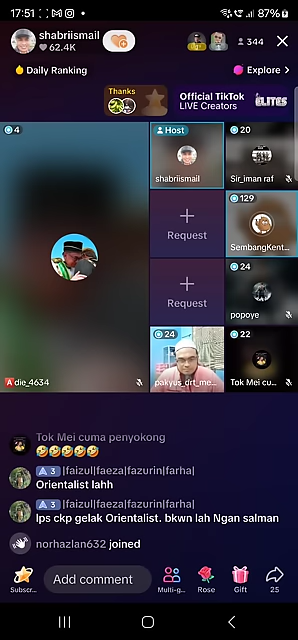 17:51
87%
shabriismail
62.4K
344
Daily Ranking
Explore >
Thanks
Official TikTok
LIVE Creators
ELITES
4
Host
shabriismail
20
Sir_iman raf
+
Request
129
SembangKent...
+
Request
24
popoye
🅰️die_4634
24
pakyus_drt_me...
22
Tok Mei cu...
Tok Mei cuma penyokong
🤣🤣🤣🤣🤣
A 3 |faizul|faeza|fazurin|farha|
Orientalist lahh
A 3 |faizul|faeza|fazurin|farha|
lps ckp gelak Orientalist. bkwn lah Ngan salman
norhazlan632 joined
Subscr...
Add comment
Multi-g...
Rose
Gift
25